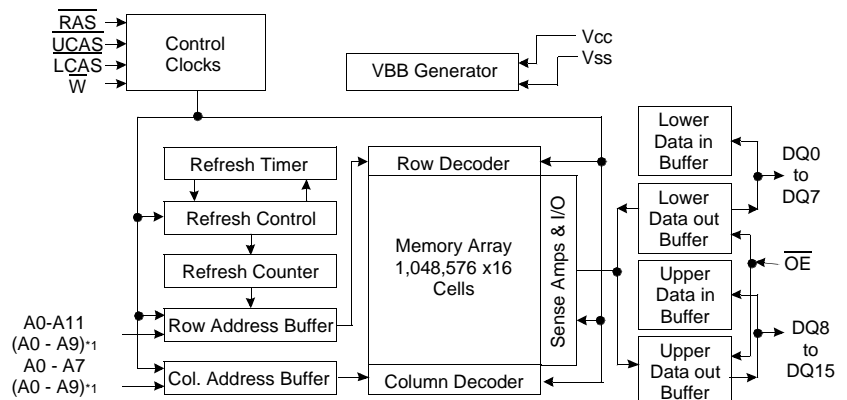 RAS
UCAS
LCAS
W
Control
Clocks
VBB Generator
Vcc
Vss
Refresh Timer
Refresh Control
Refresh Counter
Row Address Buffer
Col. Address Buffer
Row Decoder
Memory Array
1,048,576 x16
Cells
Column Decoder
Sense Amps & I/O
Lower
Data in
Buffer
Lower
Data out
Buffer
Upper
Data in
Buffer
Upper
Data out
Buffer
DQ0
to
DQ7
OE
DQ8
to
DQ15
A0-A11
(A0 - A9)*1
A0 - A7
(A0 - A9)*1